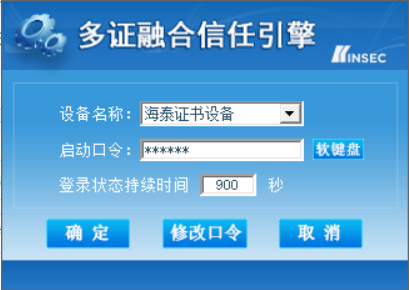 多证融合信任引擎
KINSEC
设备名称： 海泰证书设备
启动口令： ****** 软键盘
登录状态持续时间 900 秒
确 定 修改口令 取 消